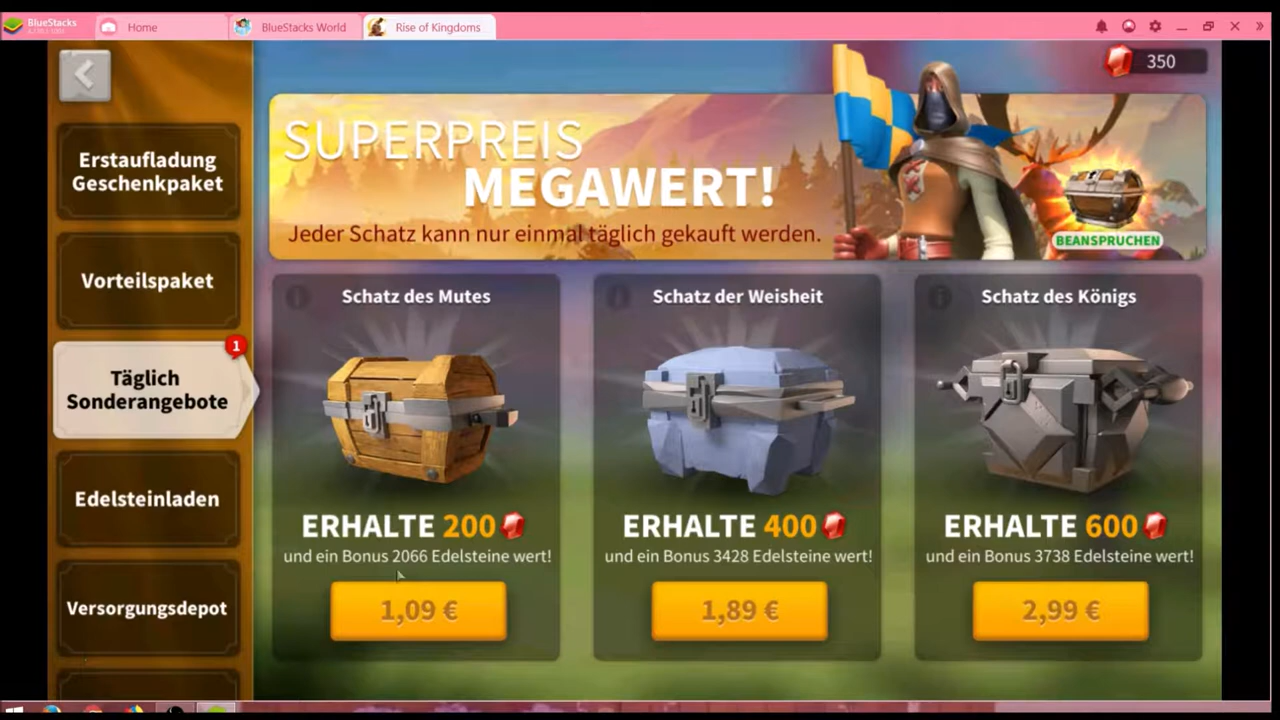 BlueStacks
Home
BlueStacks World
Rise of Kingdoms
350
Erstaufladung
Geschenkpaket
Vorteilspaket
1
Täglich
Sonderangebote
Edelsteinladen
Versorgungsdepot
SUPERPREIS
MEGAWERT!
Jeder Schatz kann nur einmal täglich gekauft werden.
BEANSPRUCHEN
Schatz des Mutes
ERHALTE 200
und ein Bonus 2066 Edelsteine wert!
1,09 €
Schatz der Weisheit
ERHALTE 400
und ein Bonus 3428 Edelsteine wert!
1,89 €
Schatz des Königs
ERHALTE 600
und ein Bonus 3738 Edelsteine wert!
2,99 €